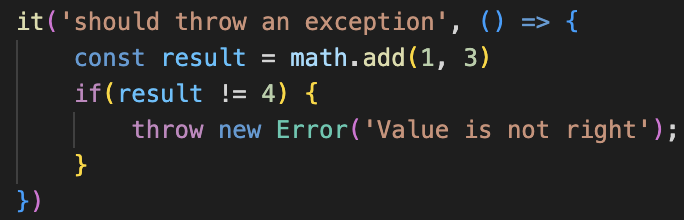 it('should throw an exception', () => {
    const result = math.add(1, 3)
    if(result != 4) {
        throw new Error('Value is not right');
    }
})